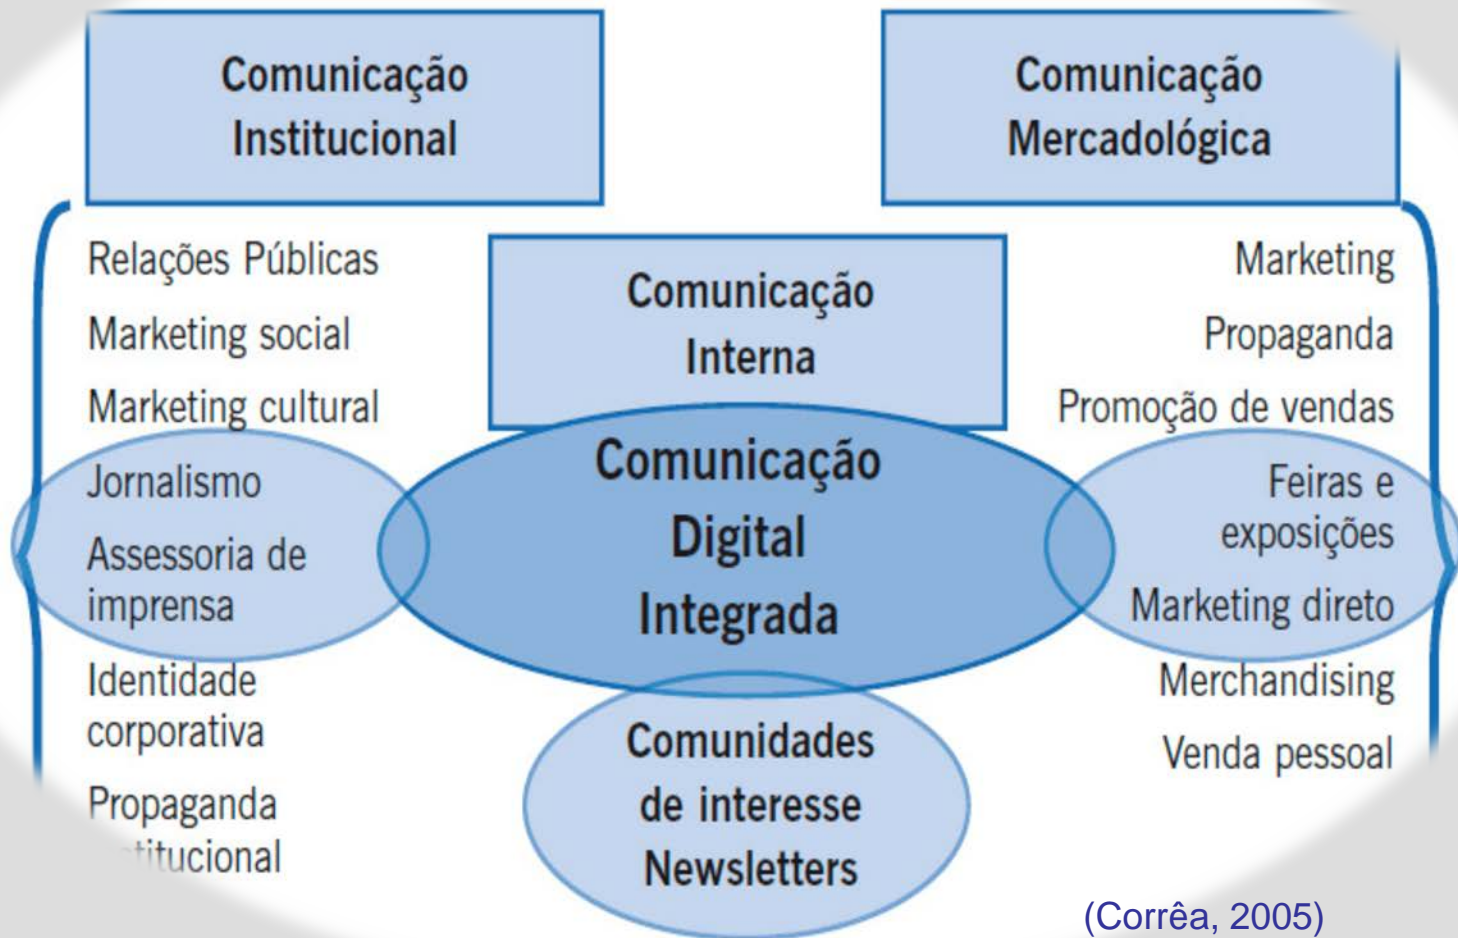 Comunicação
Institucional
Relações Públicas
Marketing social
Marketing cultural
Jornalismo
Assessoria de
imprensa
Identidade
corporativa
Propaganda
Comunicação
Interna
Comunicação
Digital
Integrada
Comunidades
de interesse
Newsletters
Comunicação
Mercadológica
Marketing
Propaganda
Promoção de vendas
Feiras e
exposições
Marketing direto
Merchandising
Venda pessoal
(Corrêa, 2005)